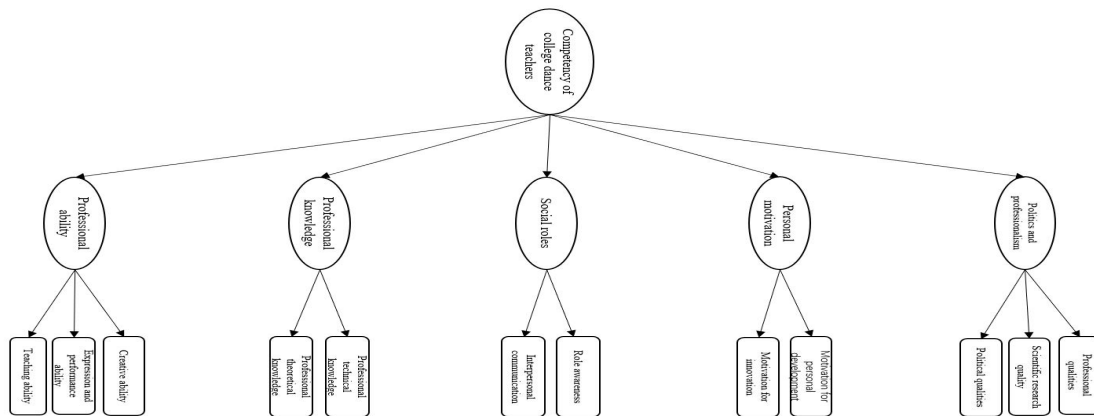 Competency of
college dance
teachers
Professional
ability
Professional
knowledge
Social roles
Personal
motivation
Politics and
professionalism
Teaching ability
Expression and
performance
ability
Creative ability
Professional
theoretical
knowledge
Professional
technical
knowledge
Interpersonal
communication
Role awareness
Motivation for
innovation
Motivation for
personal
development
Political qualities
Scientific research
quality
Professional
qualities